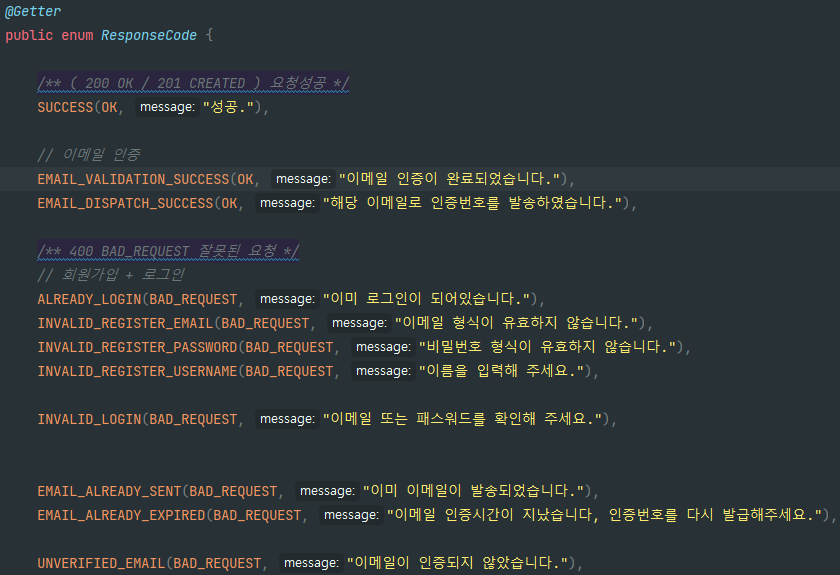 @Getter
public enum ResponseCode {
/** ( 200 OK / 201 CREATED ) 요청성공 */
SUCCESS(OK, message: "성공."),
// 이메일 인증
EMAIL_VALIDATION_SUCCESS(OK, message: "이메일 인증이 완료되었습니다."),
EMAIL_DISPATCH_SUCCESS(OK, message: "해당 이메일로 인증번호를 발송하였습니다."),
/** 400 BAD_REQUEST 잘못된 요청 */
// 회원가입 + 로그인
ALREADY_LOGIN(BAD_REQUEST, message: "이미 로그인이 되어있습니다."),
INVALID_REGISTER_EMAIL(BAD_REQUEST, message: "이메일 형식이 유효하지 않습니다."),
INVALID_REGISTER_PASSWORD(BAD_REQUEST, message: "비밀번호 형식이 유효하지 않습니다."),
INVALID_REGISTER_USERNAME(BAD_REQUEST, message: "이름을 입력해 주세요."),
INVALID_LOGIN(BAD_REQUEST, message: "이메일 또는 패스워드를 확인해 주세요."),
EMAIL_ALREADY_SENT(BAD_REQUEST, message: "이미 이메일이 발송되었습니다."),
EMAIL_ALREADY_EXPIRED(BAD_REQUEST, message: "이메일 인증시간이 지났습니다, 인증번호를 다시 발급해주세요."),
UNVERIFIED_EMAIL(BAD_REQUEST, message: "이메일이 인증되지 않았습니다."),